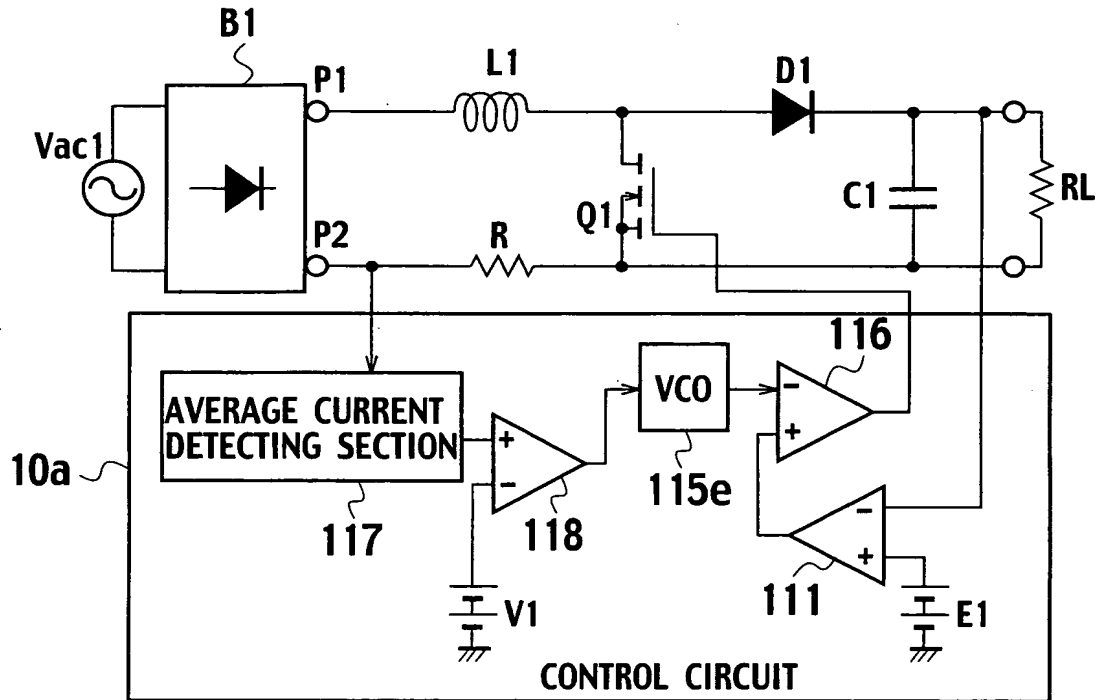 B1
P1
L1
D1
Vac1
P2
R
Q1
C1
RL
116
VCO
−
+
AVERAGE CURRENT
DETECTING SECTION
+
−
10a
117
118
115e
−
+
111
V1
E1
CONTROL CIRCUIT